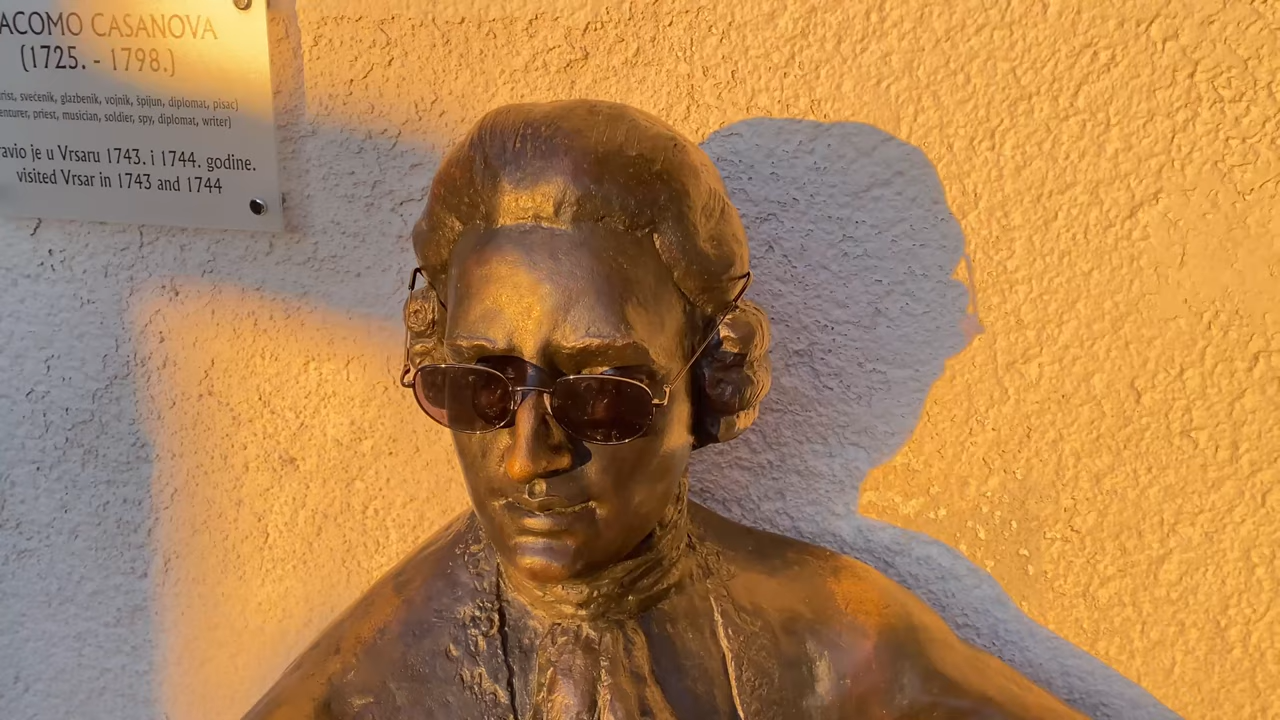 ACOMO CASANOVA
(1725. - 1798.)
rist, svećenik, glazbenik, vojnik, špijun, diplomat, pisac)
enturer, priest, musician, soldier, spy, diplomat, writer)
ravio je u Vrsaru 1743. i 1744. godine.
visited Vrsar in 1743 and 1744